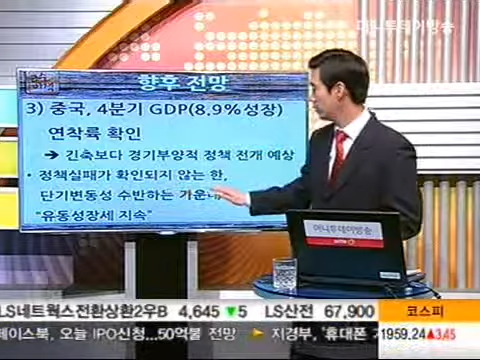 머니투데이방송
향후 전망
3) 중국, 4분기 GDP(8.9%성장)
연착륙 확인
→ 긴축보다 경기부양적 정책 전개 예상
• 정책실패가 확인되지 않는 한,
단기변동성 수반하는 가운데
"유동성장세 지속"
머니투데이방송
LS네트웍스전환상환2우B 4,645 ▼5 LS산전 67,900 코스피
페이스북, 오늘 IPO신청...50억불 전망 ▶ 지경부, '휴대폰 1959.24 ▲3.45